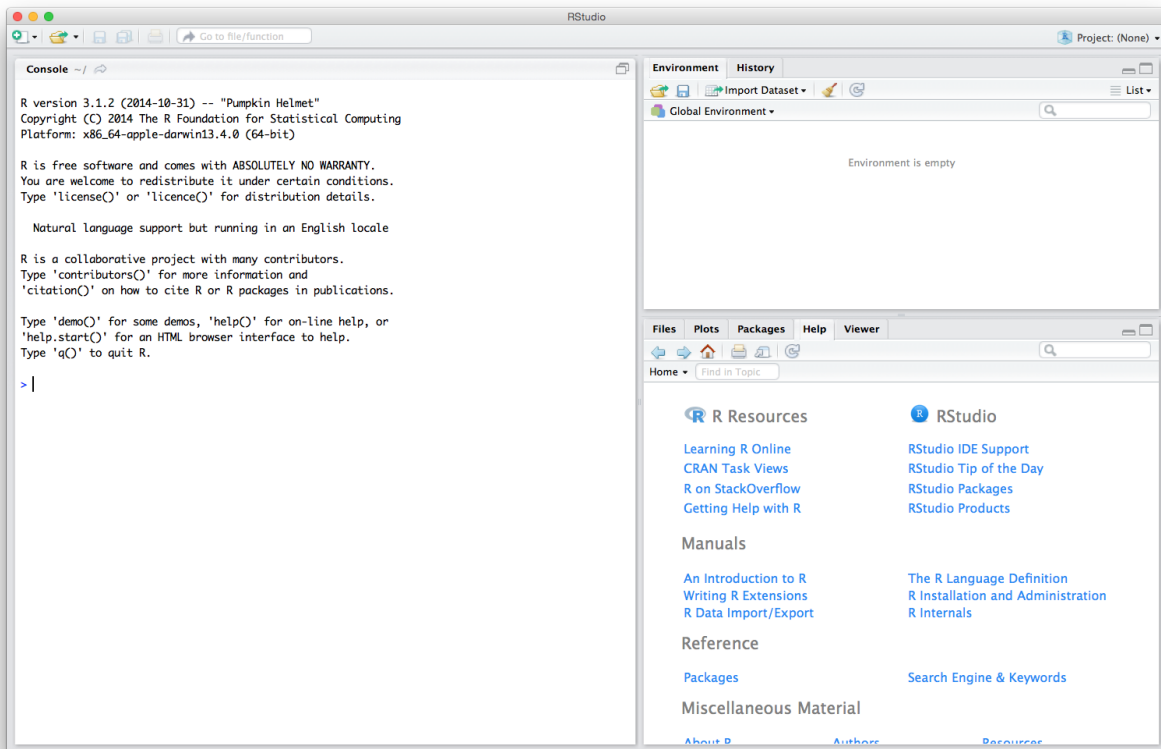 RStudio
Go to file/function
Project: (None)
Console ~/
R version 3.1.2 (2014-10-31) -- "Pumpkin Helmet"
Copyright (C) 2014 The R Foundation for Statistical Computing
Platform: x86_64-apple-darwin13.4.0 (64-bit)
R is free software and comes with ABSOLUTELY NO WARRANTY.
You are welcome to redistribute it under certain conditions.
Type 'license()' or 'licence()' for distribution details.
Natural language support but running in an English locale
R is a collaborative project with many contributors.
Type 'contributors()' for more information and
'citation()' on how to cite R or R packages in publications.
Type 'demo()' for some demos, 'help()' for on-line help, or
'help.start()' for an HTML browser interface to help.
Type 'q()' to quit R.
>
Environment History
Import Dataset List
Global Environment
Environment is empty
Files Plots Packages Help Viewer
Home Find in Topic
R R Resources
R RStudio
Learning R Online
RStudio IDE Support
CRAN Task Views
RStudio Tip of the Day
R on StackOverflow
RStudio Packages
Getting Help with R
RStudio Products
Manuals
An Introduction to R
The R Language Definition
Writing R Extensions
R Installation and Administration
R Data Import/Export
R Internals
Reference
Packages
Search Engine & Keywords
Miscellaneous Material
About R Authors Resources